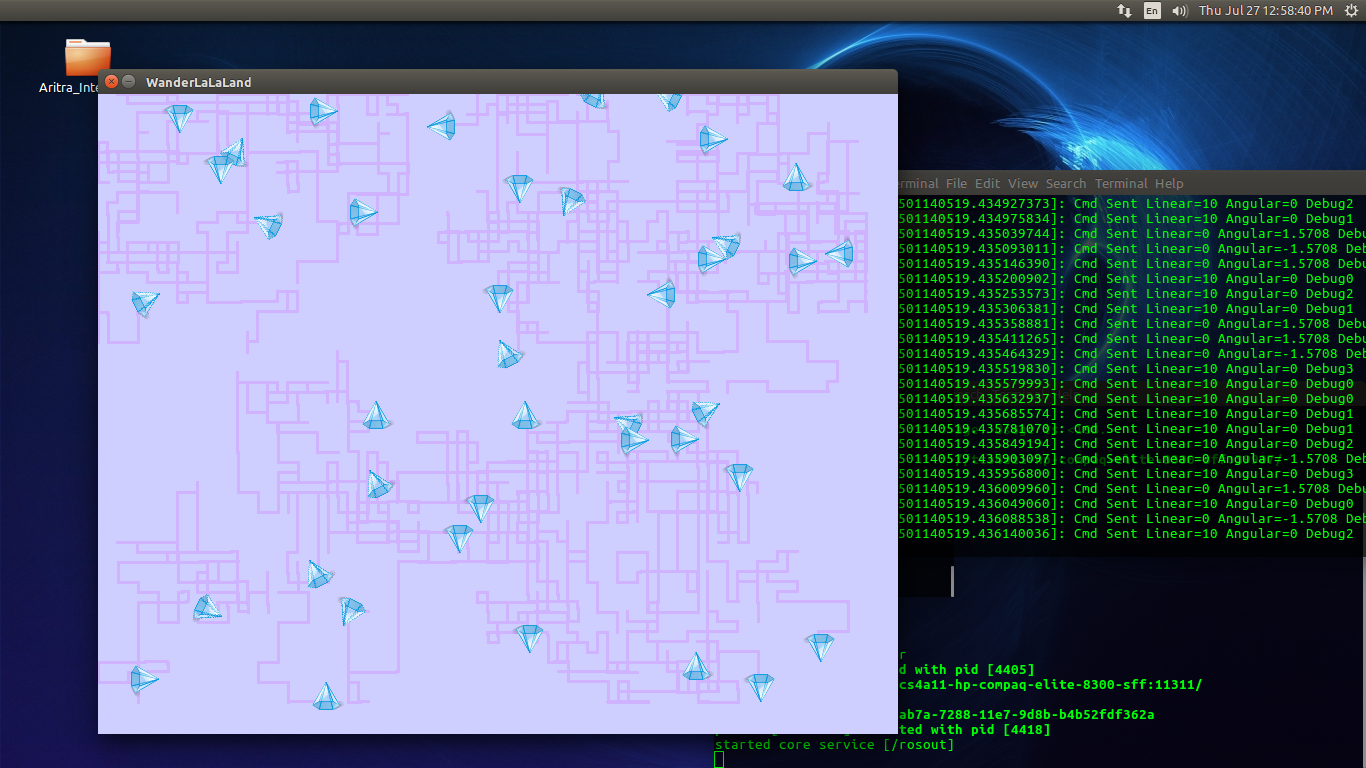 En
Thu Jul 27 12:58:40 PM
Aritra_Inte
WanderLaLaLand
erminal File Edit View Search Terminal Help
501140519.434927373]: Cmd Sent Linear=10 Angular=0 Debug2
501140519.434975834]: Cmd Sent Linear=10 Angular=0 Debug1
501140519.435039744]: Cmd Sent Linear=0 Angular=1.5708 Debu
501140519.435093011]: Cmd Sent Linear=0 Angular=-1.5708 Deb
501140519.435146390]: Cmd Sent Linear=0 Angular=1.5708 Debu
501140519.435200902]: Cmd Sent Linear=10 Angular=0 Debug0
501140519.435253573]: Cmd Sent Linear=10 Angular=0 Debug2
501140519.435306381]: Cmd Sent Linear=10 Angular=0 Debug1
501140519.435358881]: Cmd Sent Linear=0 Angular=1.5708 Debu
501140519.435411265]: Cmd Sent Linear=0 Angular=1.5708 Debu
501140519.435464329]: Cmd Sent Linear=0 Angular=-1.5708 Deb
501140519.435519830]: Cmd Sent Linear=10 Angular=0 Debug3
501140519.435579993]: Cmd Sent Linear=10 Angular=0 Debug0
501140519.435632937]: Cmd Sent Linear=10 Angular=0 Debug0
501140519.435685574]: Cmd Sent Linear=10 Angular=0 Debug1
501140519.435781070]: Cmd Sent Linear=10 Angular=0 Debug1
501140519.435849194]: Cmd Sent Linear=10 Angular=0 Debug2
501140519.435903097]: Cmd Sent Linear=0 Angular=-1.5708 Deb
501140519.435956800]: Cmd Sent Linear=10 Angular=0 Debug3
501140519.436009960]: Cmd Sent Linear=0 Angular=1.5708 Debu
501140519.436049060]: Cmd Sent Linear=10 Angular=0 Debug0
501140519.436088538]: Cmd Sent Linear=0 Angular=-1.5708 Deb
501140519.436140036]: Cmd Sent Linear=10 Angular=0 Debug2
r
d with pid [4405]
cs4a11-hp-compaq-elite-8300-sff:11311/
ab7a-7288-11e7-9d8b-b4b52fdf362a
ted with pid [4418]
started core service [/rosout]